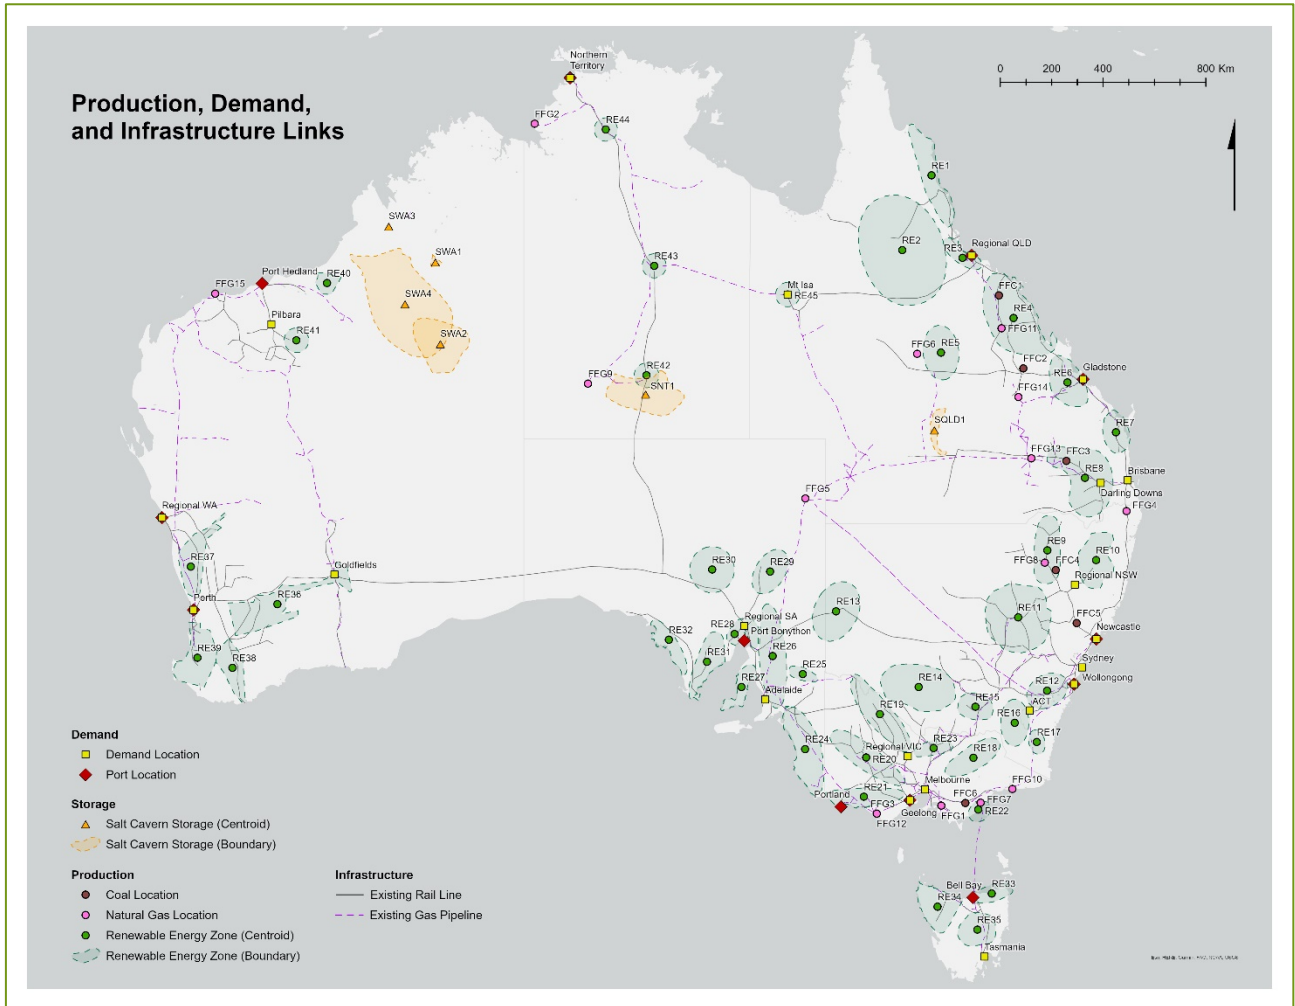 Production, Demand,
and Infrastructure Links
0 200 400 800 Km
Northern
Territory
FFG2
RE44
RE1
SWA3
RE2
RE3
Regional QLD
SWA1
RE43
Port Hedland
RE40
Mt Isa
RE45
FFG15
SWA4
FFC1
RE4
FFG11
Pilbara
RE41
SWA2
FFG6
RE5
FFC2
RE42
FFG9
SNT1
RE6
Gladstone
FFG14
SQLD1
RE7
FFG13
FFC3
RE8
Brisbane
Darling Downs
FFG5
FFG4
Regional WA
RE37
Goldfields
RE30
RE29
RE9
RE10
FFG8
FFC4
Regional NSW
Perth
RE36
RE13
RE11
FFC5
Newcastle
RE28
Regional SA
Port Bonython
RE32
RE31
RE26
RE39
RE38
RE27
RE25
Sydney
RE12
Wollongong
Adelaide
RE14
RE15
ACT
RE16
RE19
RE17
RE24
Regional VIC
RE23
RE18
RE20
Melbourne
FFG10
Portland
RE21
FFG3
FFC6
FFG7
Geelong
FFG1
RE22
FFG12
Bell Bay
RE33
RE34
RE35
Tasmania
Demand
Demand Location
Port Location
Storage
Salt Cavern Storage (Centroid)
Salt Cavern Storage (Boundary)
Production
Coal Location
Natural Gas Location
Renewable Energy Zone (Centroid)
Renewable Energy Zone (Boundary)
Infrastructure
Existing Rail Line
Existing Gas Pipeline